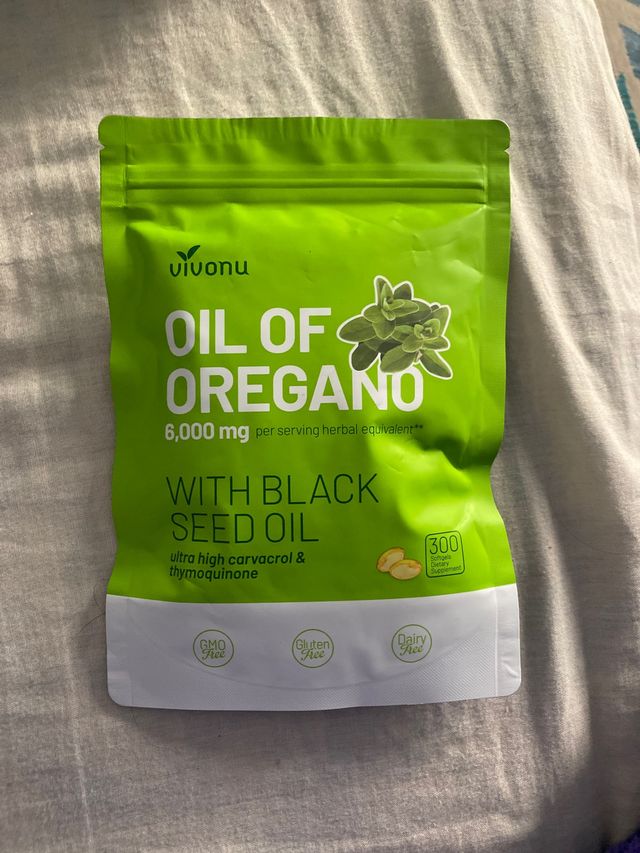 vivonu
OIL OF
OREGANO
6,000 mg per serving herbal equivalent**
WITH BLACK
SEED OIL
ultra high carvacrol &
thymoquinone
300
Softgels
Dietary
Supplement
GMO
Free
Gluten
Free
Dairy
Free